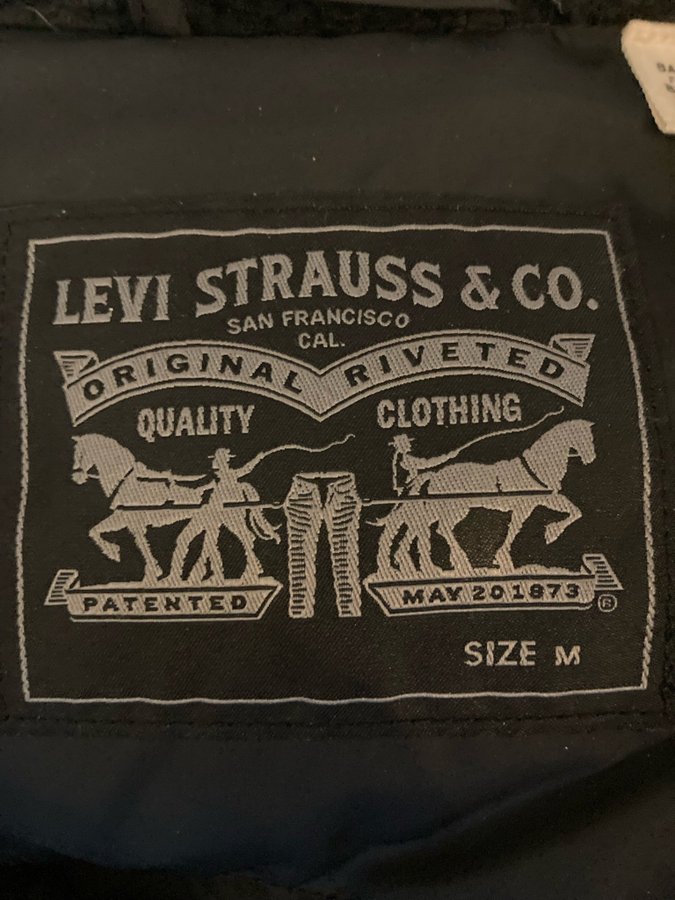 LEVI STRAUSS & CO.
SAN FRANCISCO
CAL.
ORIGINAL RIVETED
QUALITY CLOTHING
PATENTED MAY 20 1873 ®
SIZE M